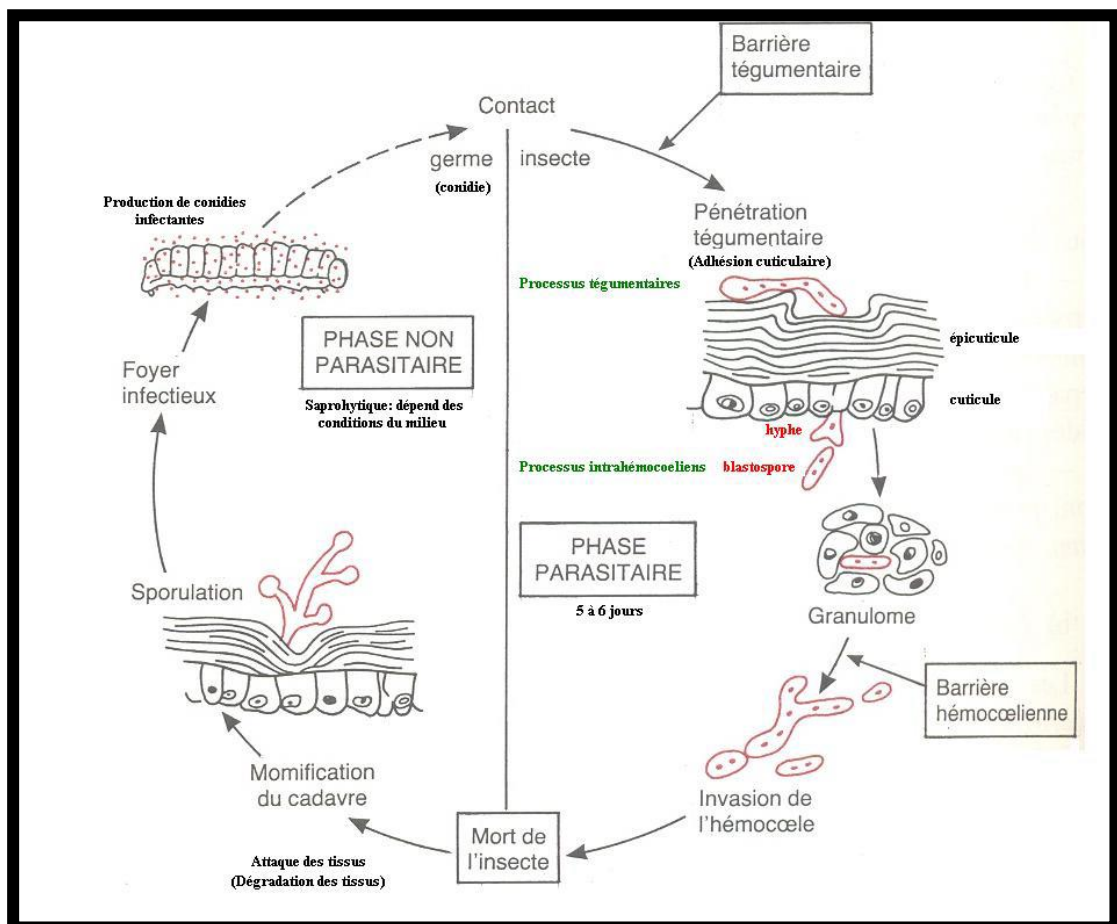 Barrière
tégumentaire
Contact
germe
(conidie)
insecte
Production de conidies
infectantes
Pénétration
tégumentaire
(Adhésion cuticulaire)
Processus tégumentaires
épicuticule
PHASE NON
PARASITAIRE
Foyer
infectieux
Saprohytique: dépend des
conditions du milieu
cuticule
hyphe
Processus intrahémocoeliens
blastospore
PHASE
PARASITAIRE
5 à 6 jours
Sporulation
Granulome
Barrière
hémocœlienne
Momification
du cadavre
Invasion de
l'hémocœle
Mort de
l'insecte
Attaque des tissus
(Dégradation des tissus)